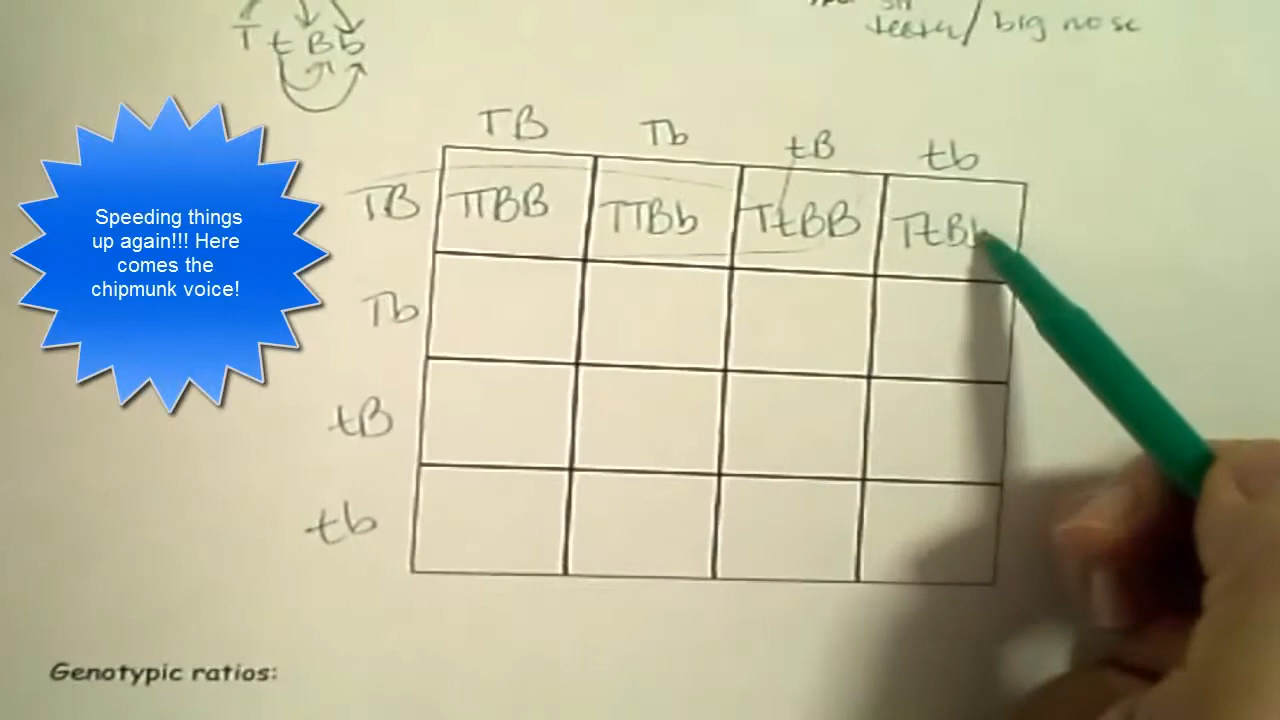 teeth/ big nose
T t B b
TB Tb tB tb
TB TTBB TTBb TtBB TtBb
Tb
tB
tb
Speeding things
up again!!! Here
comes the
chipmunk voice!
Genotypic ratios: